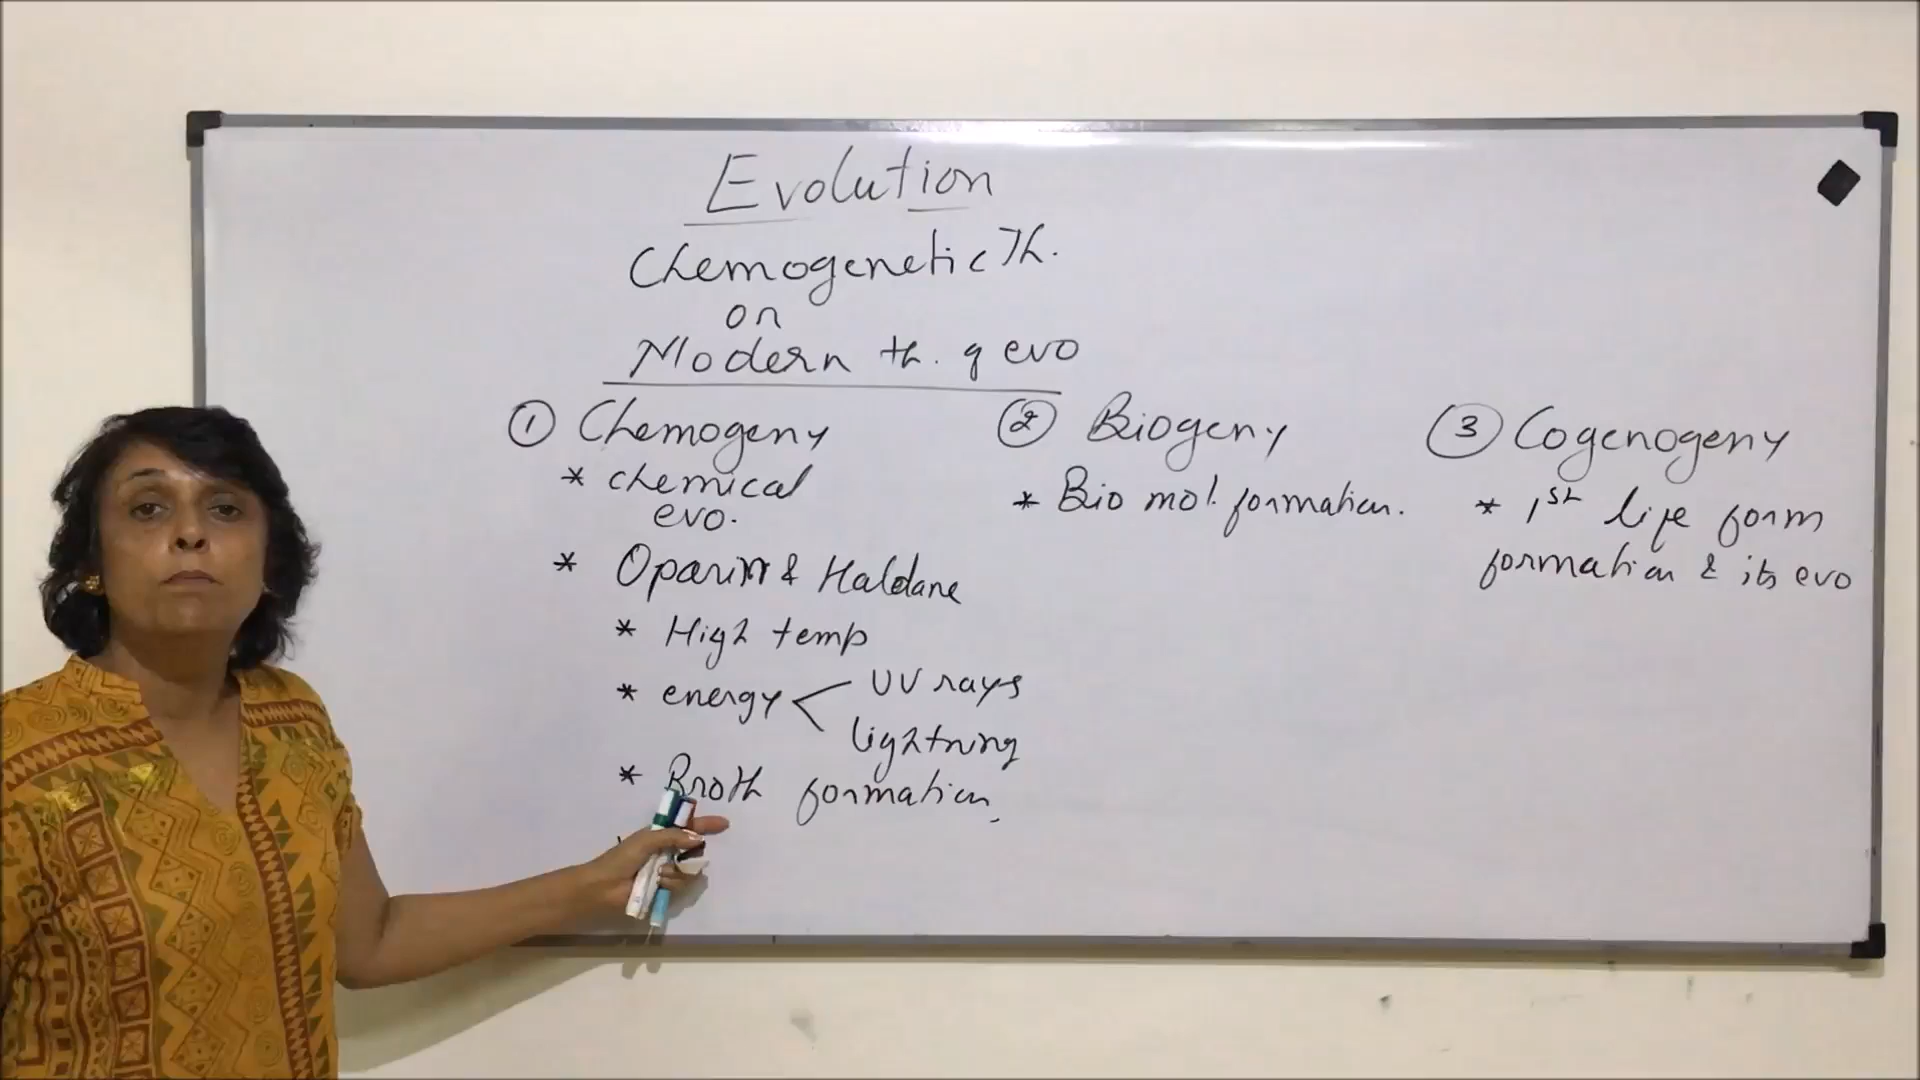 Evolution
Chemogenetic Th.
or
Modern th. of evo
① Chemogeny
* chemical
evo.
* Oparin & Haldane
* High temp
* energy < UV rays
lightning
* Broth formation
② Biogeny
* Bio mol. formation.
③ Cogenogeny
* 1st life form
formation & its evo